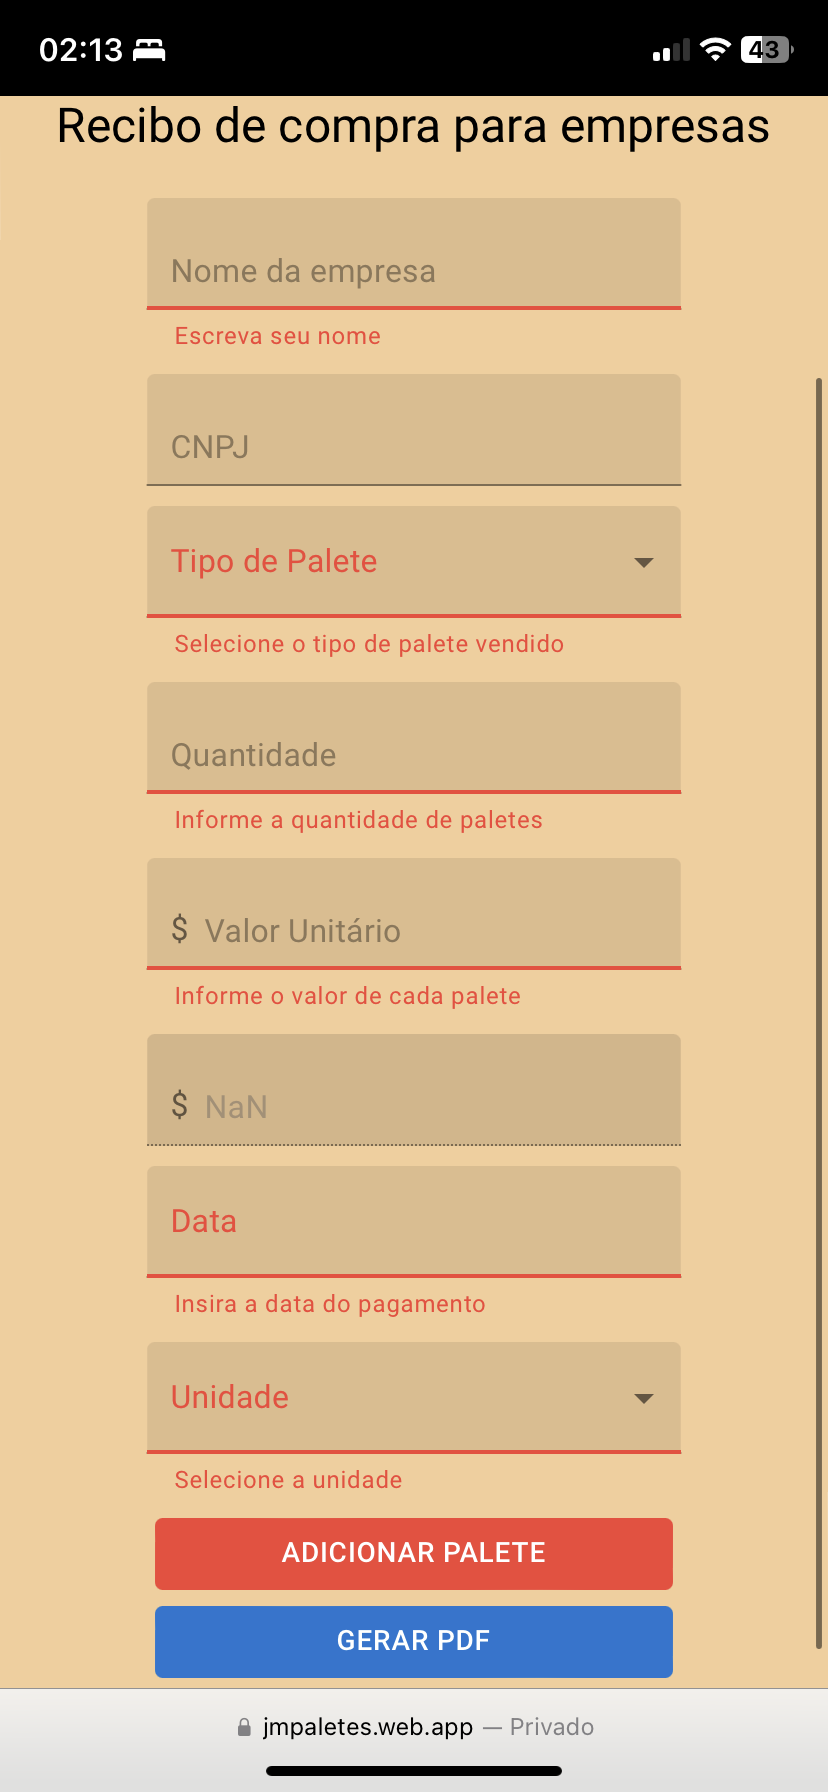 02:13
43
Recibo de compra para empresas
Nome da empresa
Escreva seu nome
CNPJ
Tipo de Palete
Selecione o tipo de palete vendido
Quantidade
Informe a quantidade de paletes
$ Valor Unitário
Informe o valor de cada palete
$ NaN
Data
Insira a data do pagamento
Unidade
Selecione a unidade
ADICIONAR PALETE
GERAR PDF
jmpaletes.web.app — Privado